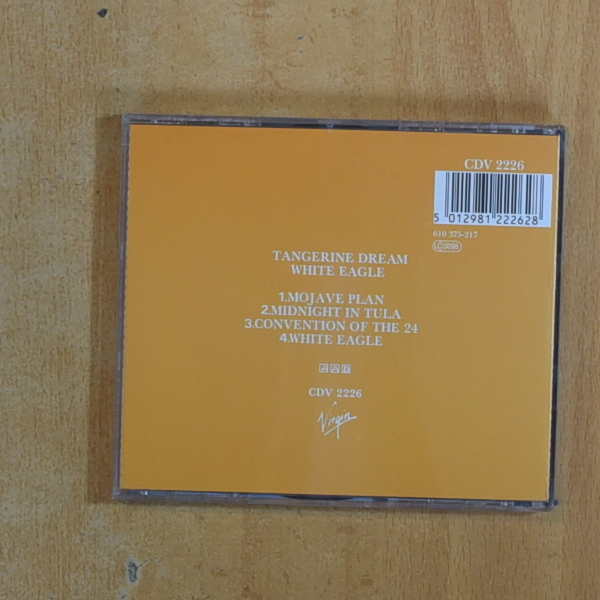 CDV 2226
5 012981 222628
610 375-217
LC 3098
TANGERINE DREAM
WHITE EAGLE
1.MOJAVE PLAN
2.MIDNIGHT IN TULA
3.CONVENTION OF THE 24
4.WHITE EAGLE
AAD
CDV 2226
Virgin